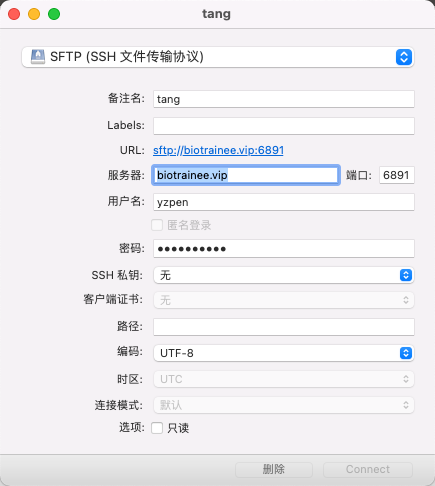 tang
SFTP (SSH 文件传输协议)
备注名: tang
Labels:
URL: sftp://biotrainee.vip:6891
服务器: biotrainee.vip 端口: 6891
用户名: yzpen
匿名登录
密码: ●●●●●●●●●●
SSH 私钥: 无
客户端证书: 无
路径:
编码: UTF-8
时区: UTC
连接模式: 默认
选项: 只读
删除 Connect